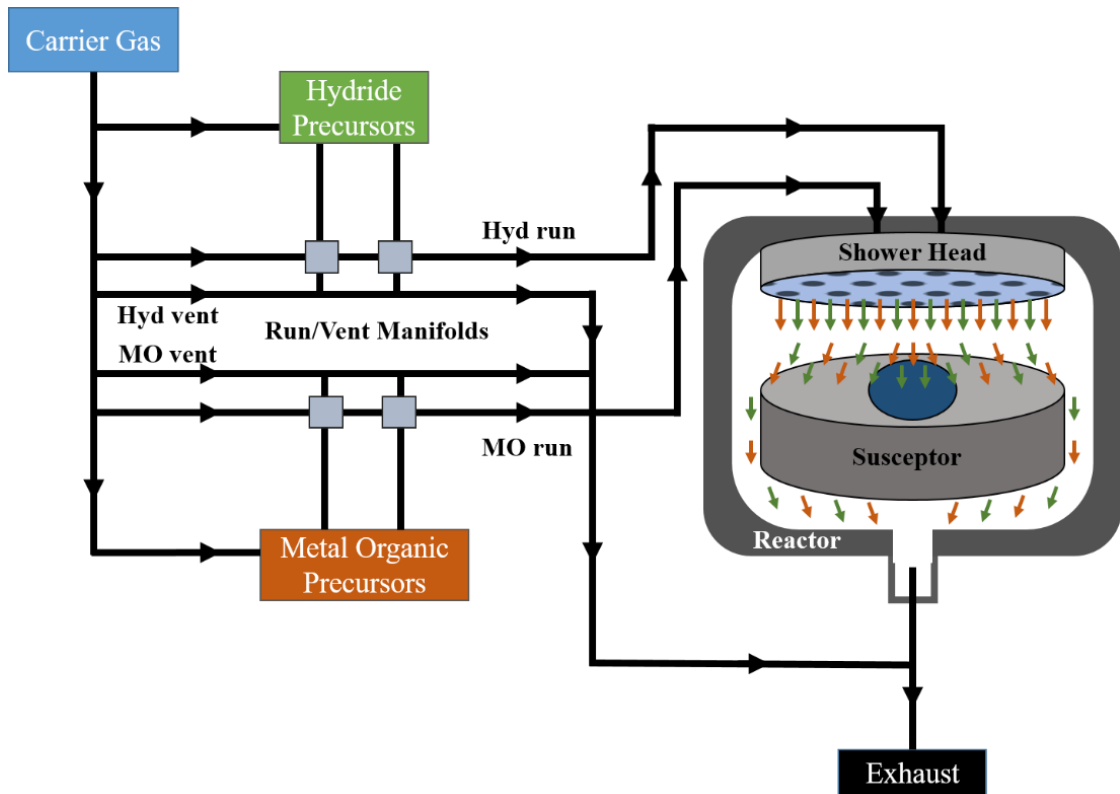 Carrier Gas
Hydride
Precursors
Hyd run
Shower Head
Hyd vent
Run/Vent Manifolds
MO vent
MO run
Susceptor
Metal Organic
Precursors
Reactor
Exhaust